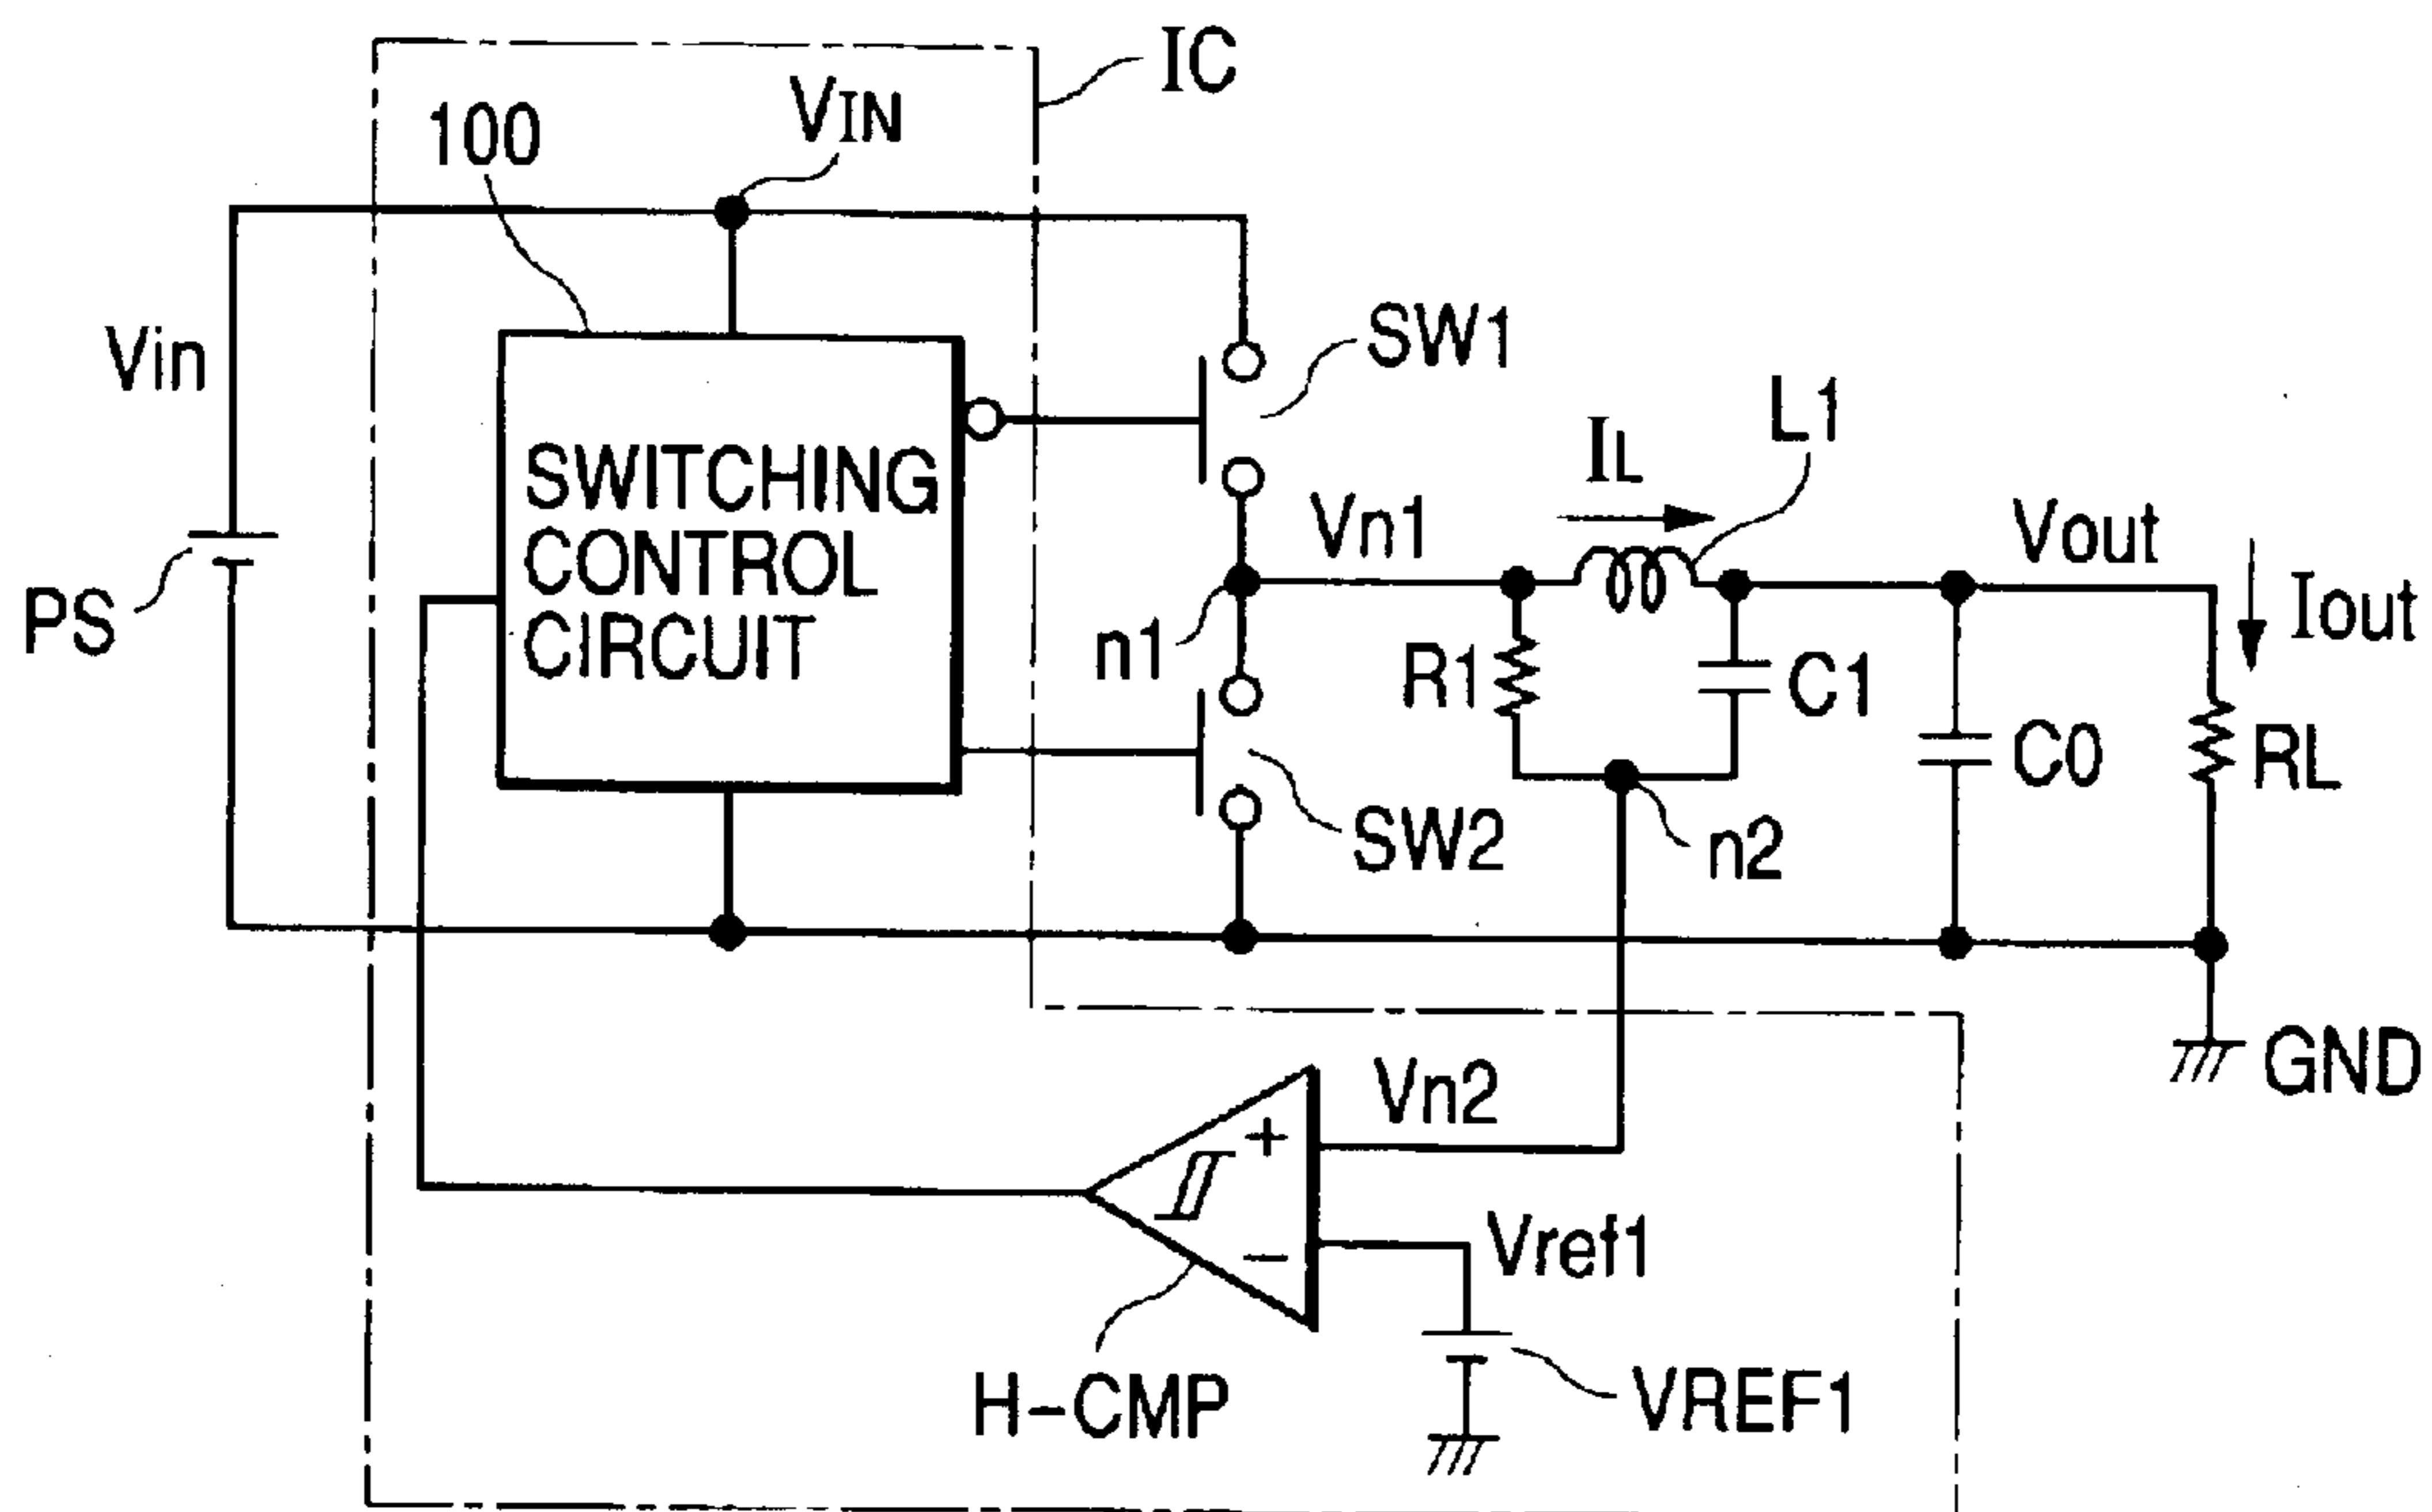 IC
VIN
100
Vin
SW1
L1
IL
SWITCHING
CONTROL
CIRCUIT
Vn1
Vout
PS
n1
Iout
R1
C1
C0
RL
SW2
n2
GND
Vn2
+
Vref1
−
H-CMP
VREF1